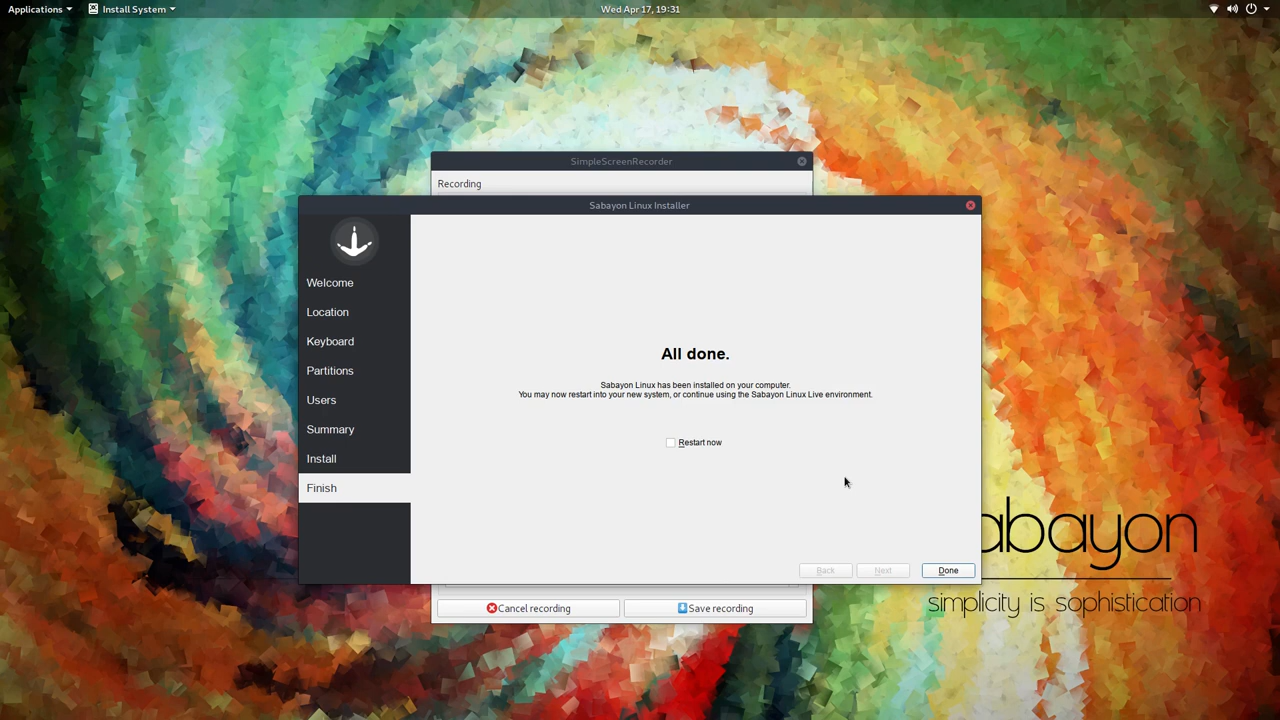 Applications
Install System
Wed Apr 17, 19:31
SimpleScreenRecorder
Recording
Sabayon Linux Installer
Welcome
Location
Keyboard
Partitions
Users
Summary
Install
Finish
All done.
Sabayon Linux has been installed on your computer.
You may now restart into your new system, or continue using the Sabayon Linux Live environment.
Restart now
Back
Next
Done
Cancel recording
Save recording
abayon
simplicity is sophistication